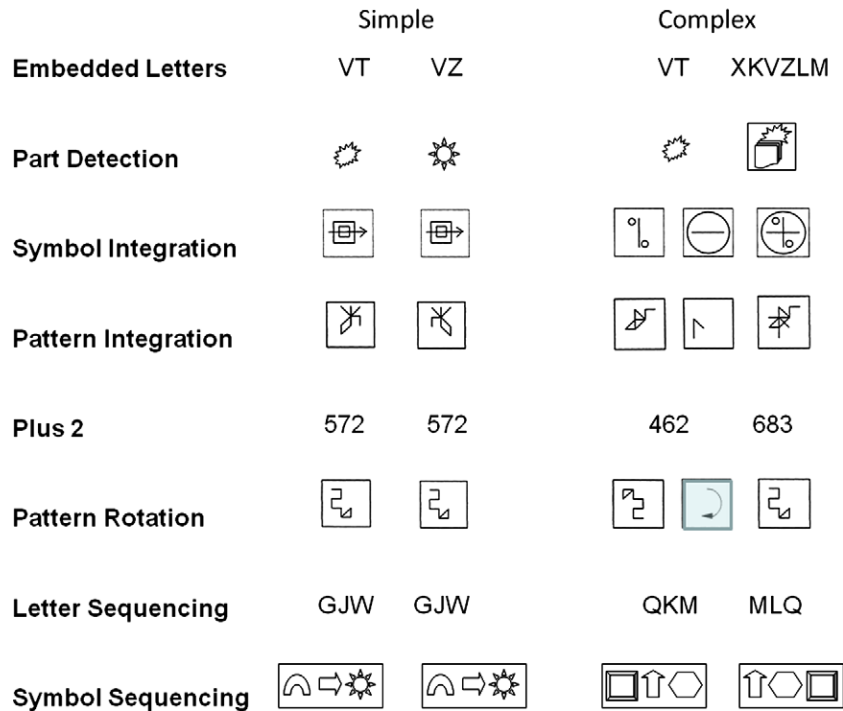 Simple Complex
Embedded Letters VT VZ VT XKVZLM
Part Detection
Symbol Integration
Pattern Integration
Plus 2 572 572 462 683
Pattern Rotation
Letter Sequencing GJW GJW QKM MLQ
Symbol Sequencing